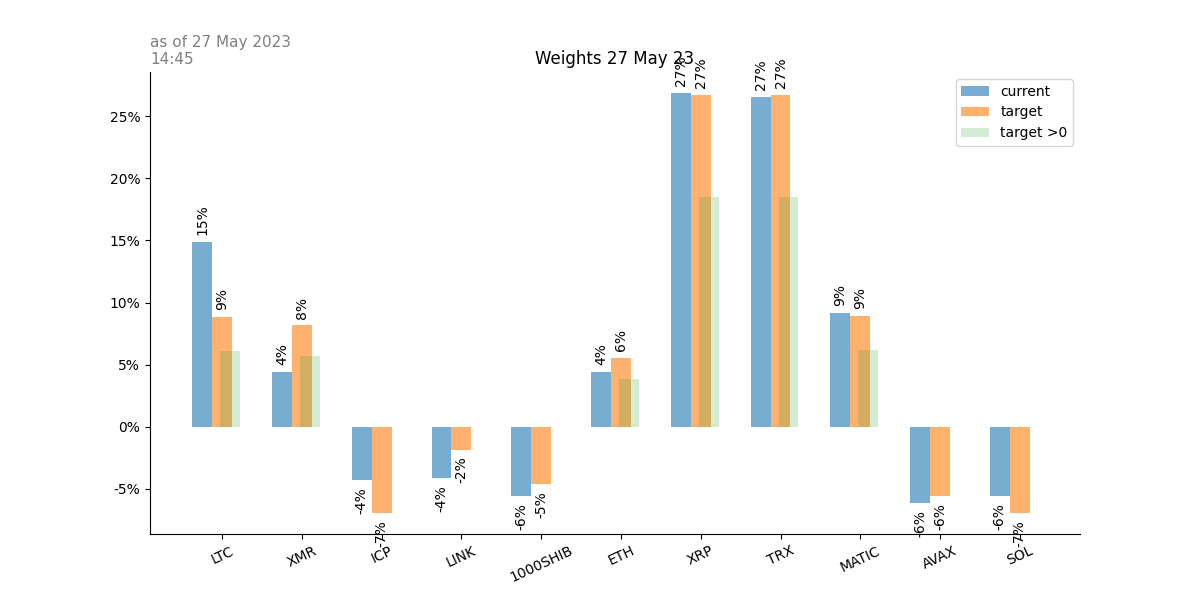 as of 27 May 2023
14:45
Weights 27 May 23
current
target
target >0
25%
20%
15%
10%
5%
0%
-5%
15%
9%
4%
8%
-4%
-7%
-4%
-2%
-6%
-5%
4%
6%
27%
27%
27%
27%
9%
9%
-6%
-6%
-6%
-7%
LTC
XMR
ICP
LINK
1000SHIB
ETH
XRP
TRX
MATIC
AVAX
SOL